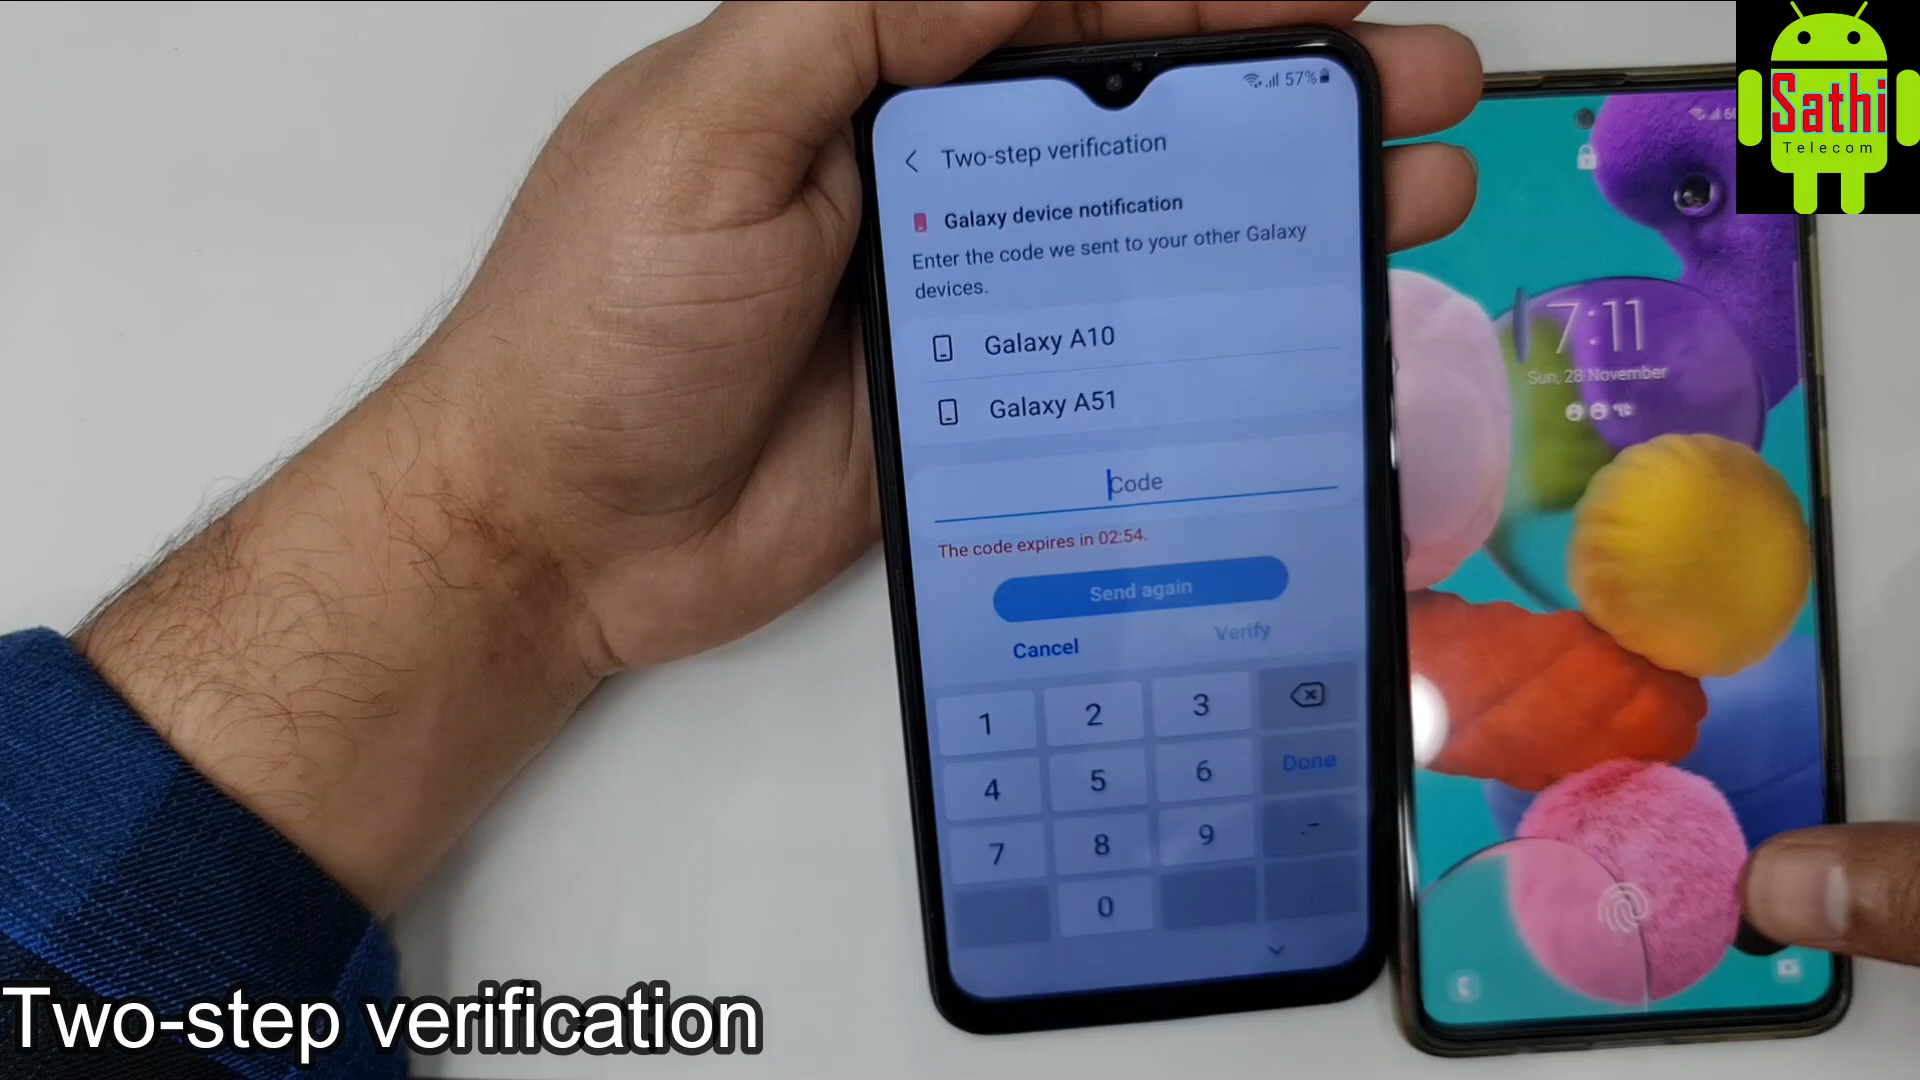 57%
Two-step verification
Galaxy device notification
Enter the code we sent to your other Galaxy
devices.
Galaxy A10
Galaxy A51
Code
The code expires in 02:54.
Send again
Cancel
Verify
1 2 3
4 5 6 Done
7 8 9 .-
0
7:11
Sun, 28 November
Sathi
Telecom
Two-step verification